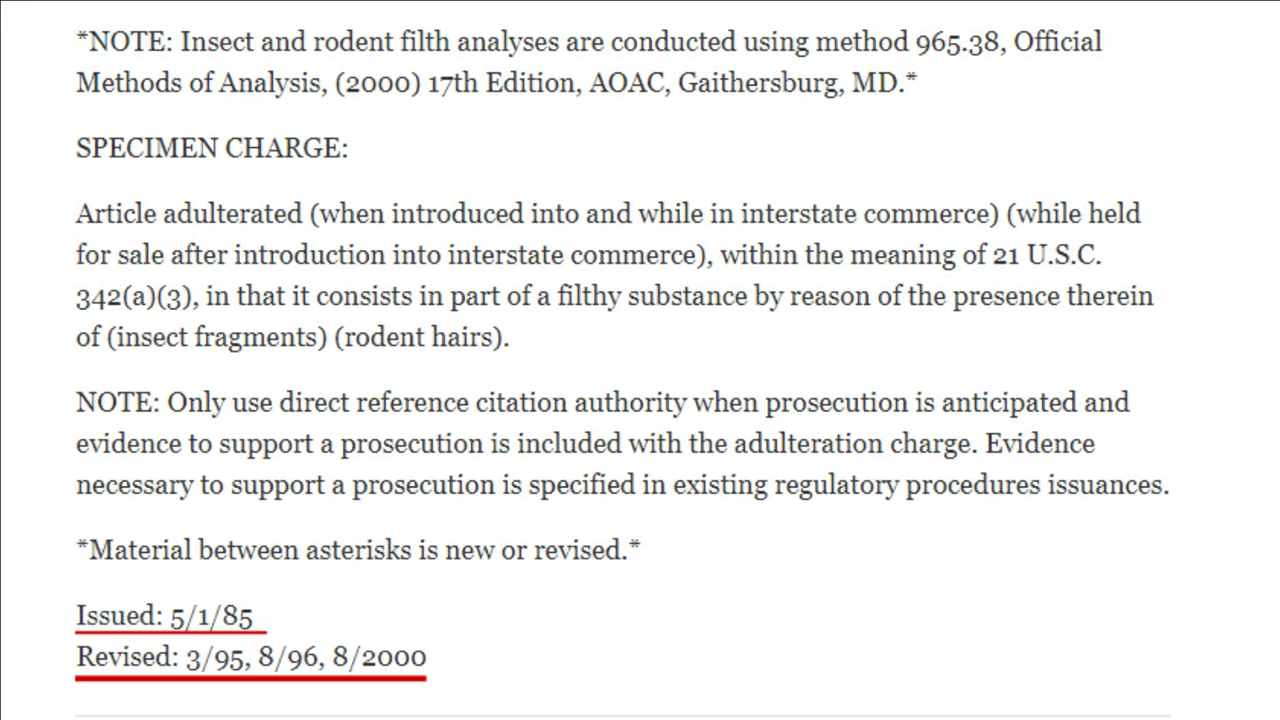 *NOTE: Insect and rodent filth analyses are conducted using method 965.38, Official
Methods of Analysis, (2000) 17th Edition, AOAC, Gaithersburg, MD.*
SPECIMEN CHARGE:
Article adulterated (when introduced into and while in interstate commerce) (while held
for sale after introduction into interstate commerce), within the meaning of 21 U.S.C.
342(a)(3), in that it consists in part of a filthy substance by reason of the presence therein
of (insect fragments) (rodent hairs).
NOTE: Only use direct reference citation authority when prosecution is anticipated and
evidence to support a prosecution is included with the adulteration charge. Evidence
necessary to support a prosecution is specified in existing regulatory procedures issuances.
*Material between asterisks is new or revised.*
Issued: 5/1/85
Revised: 3/95, 8/96, 8/2000